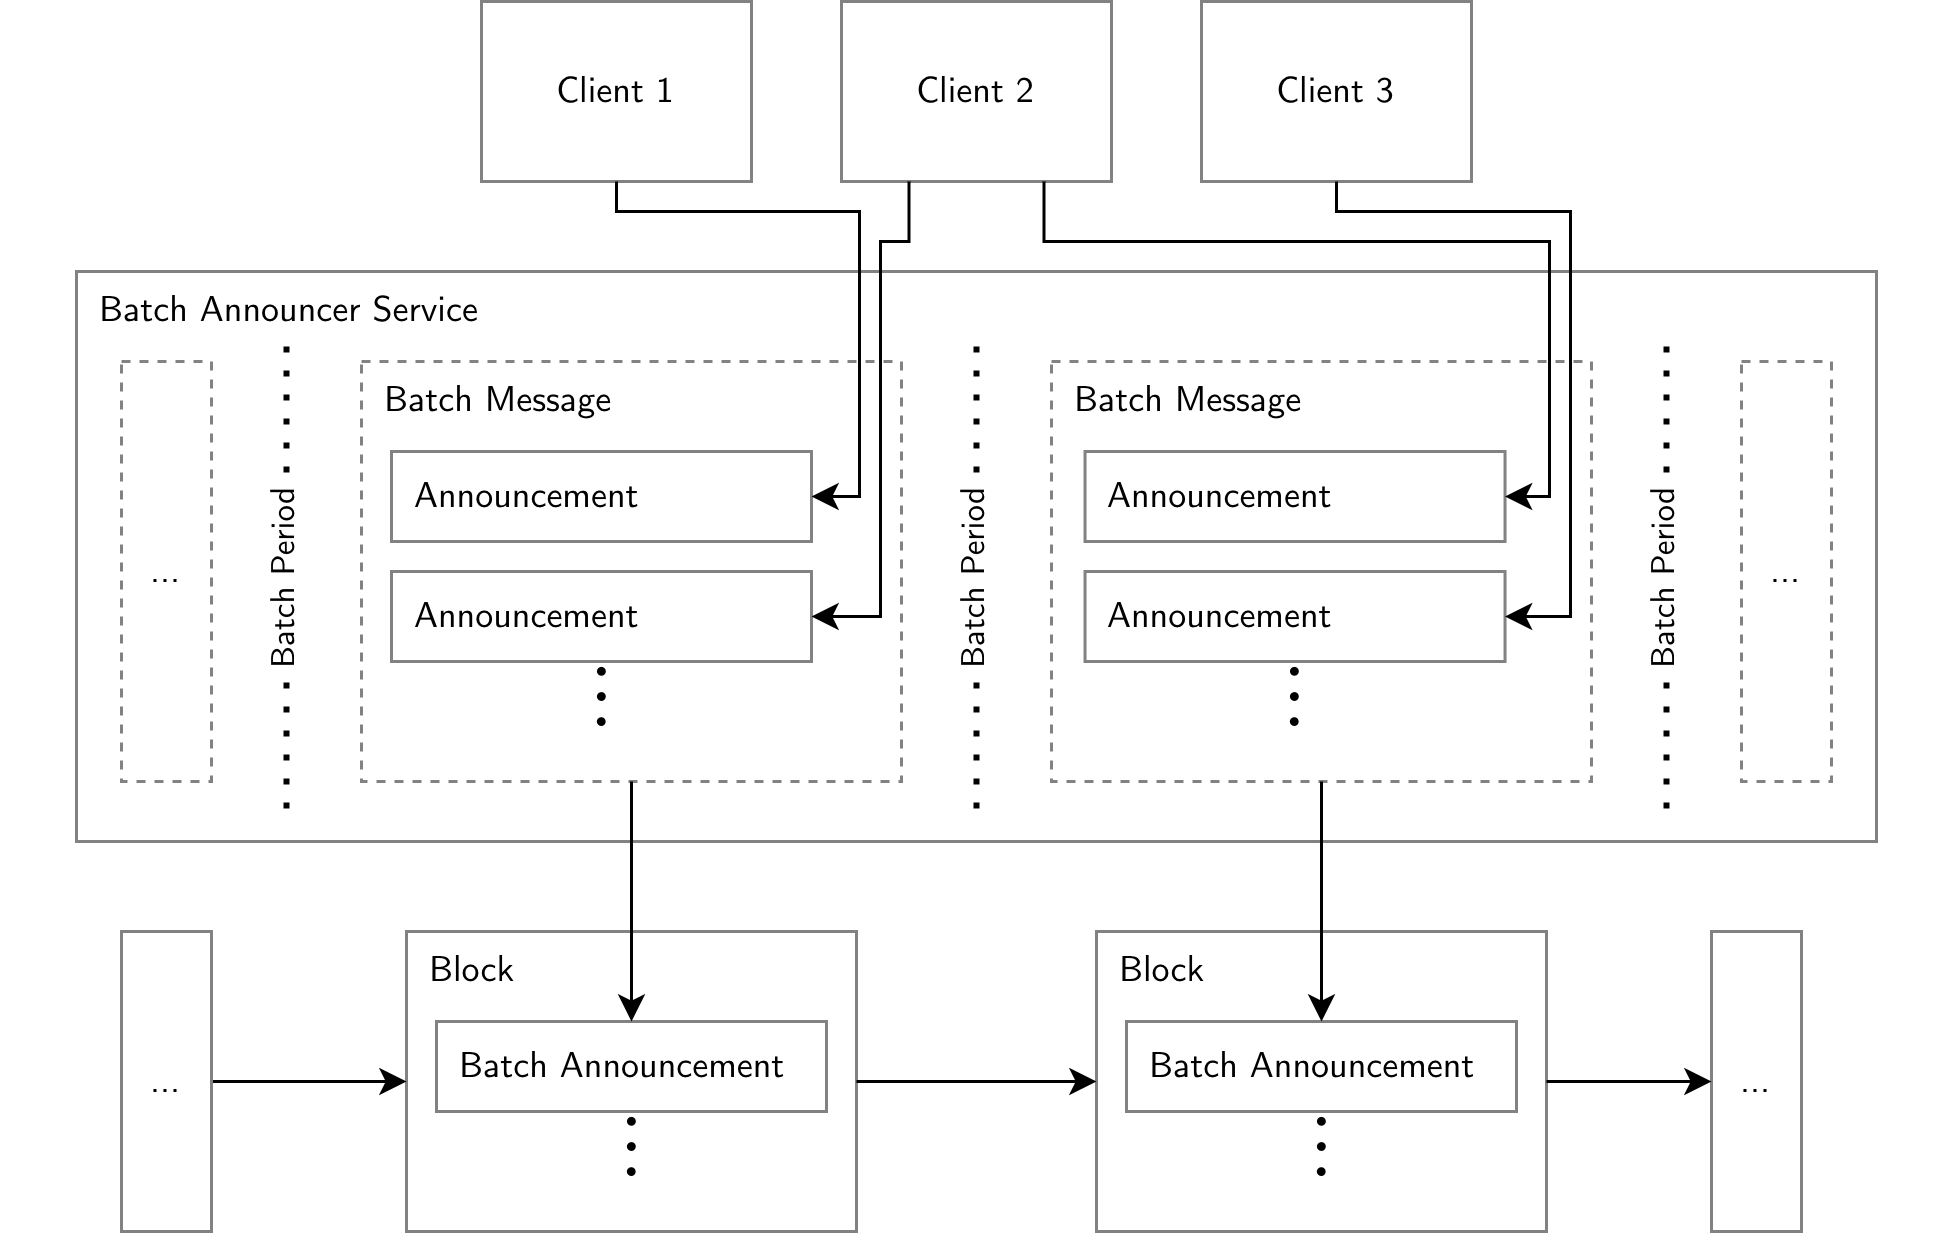 Client 1
Client 2
Client 3
Batch Announcer Service
...
Batch Period
Batch Message
Announcement
Announcement
Batch Period
Batch Message
Announcement
Announcement
Batch Period
...
...
Block
Batch Announcement
Block
Batch Announcement
...